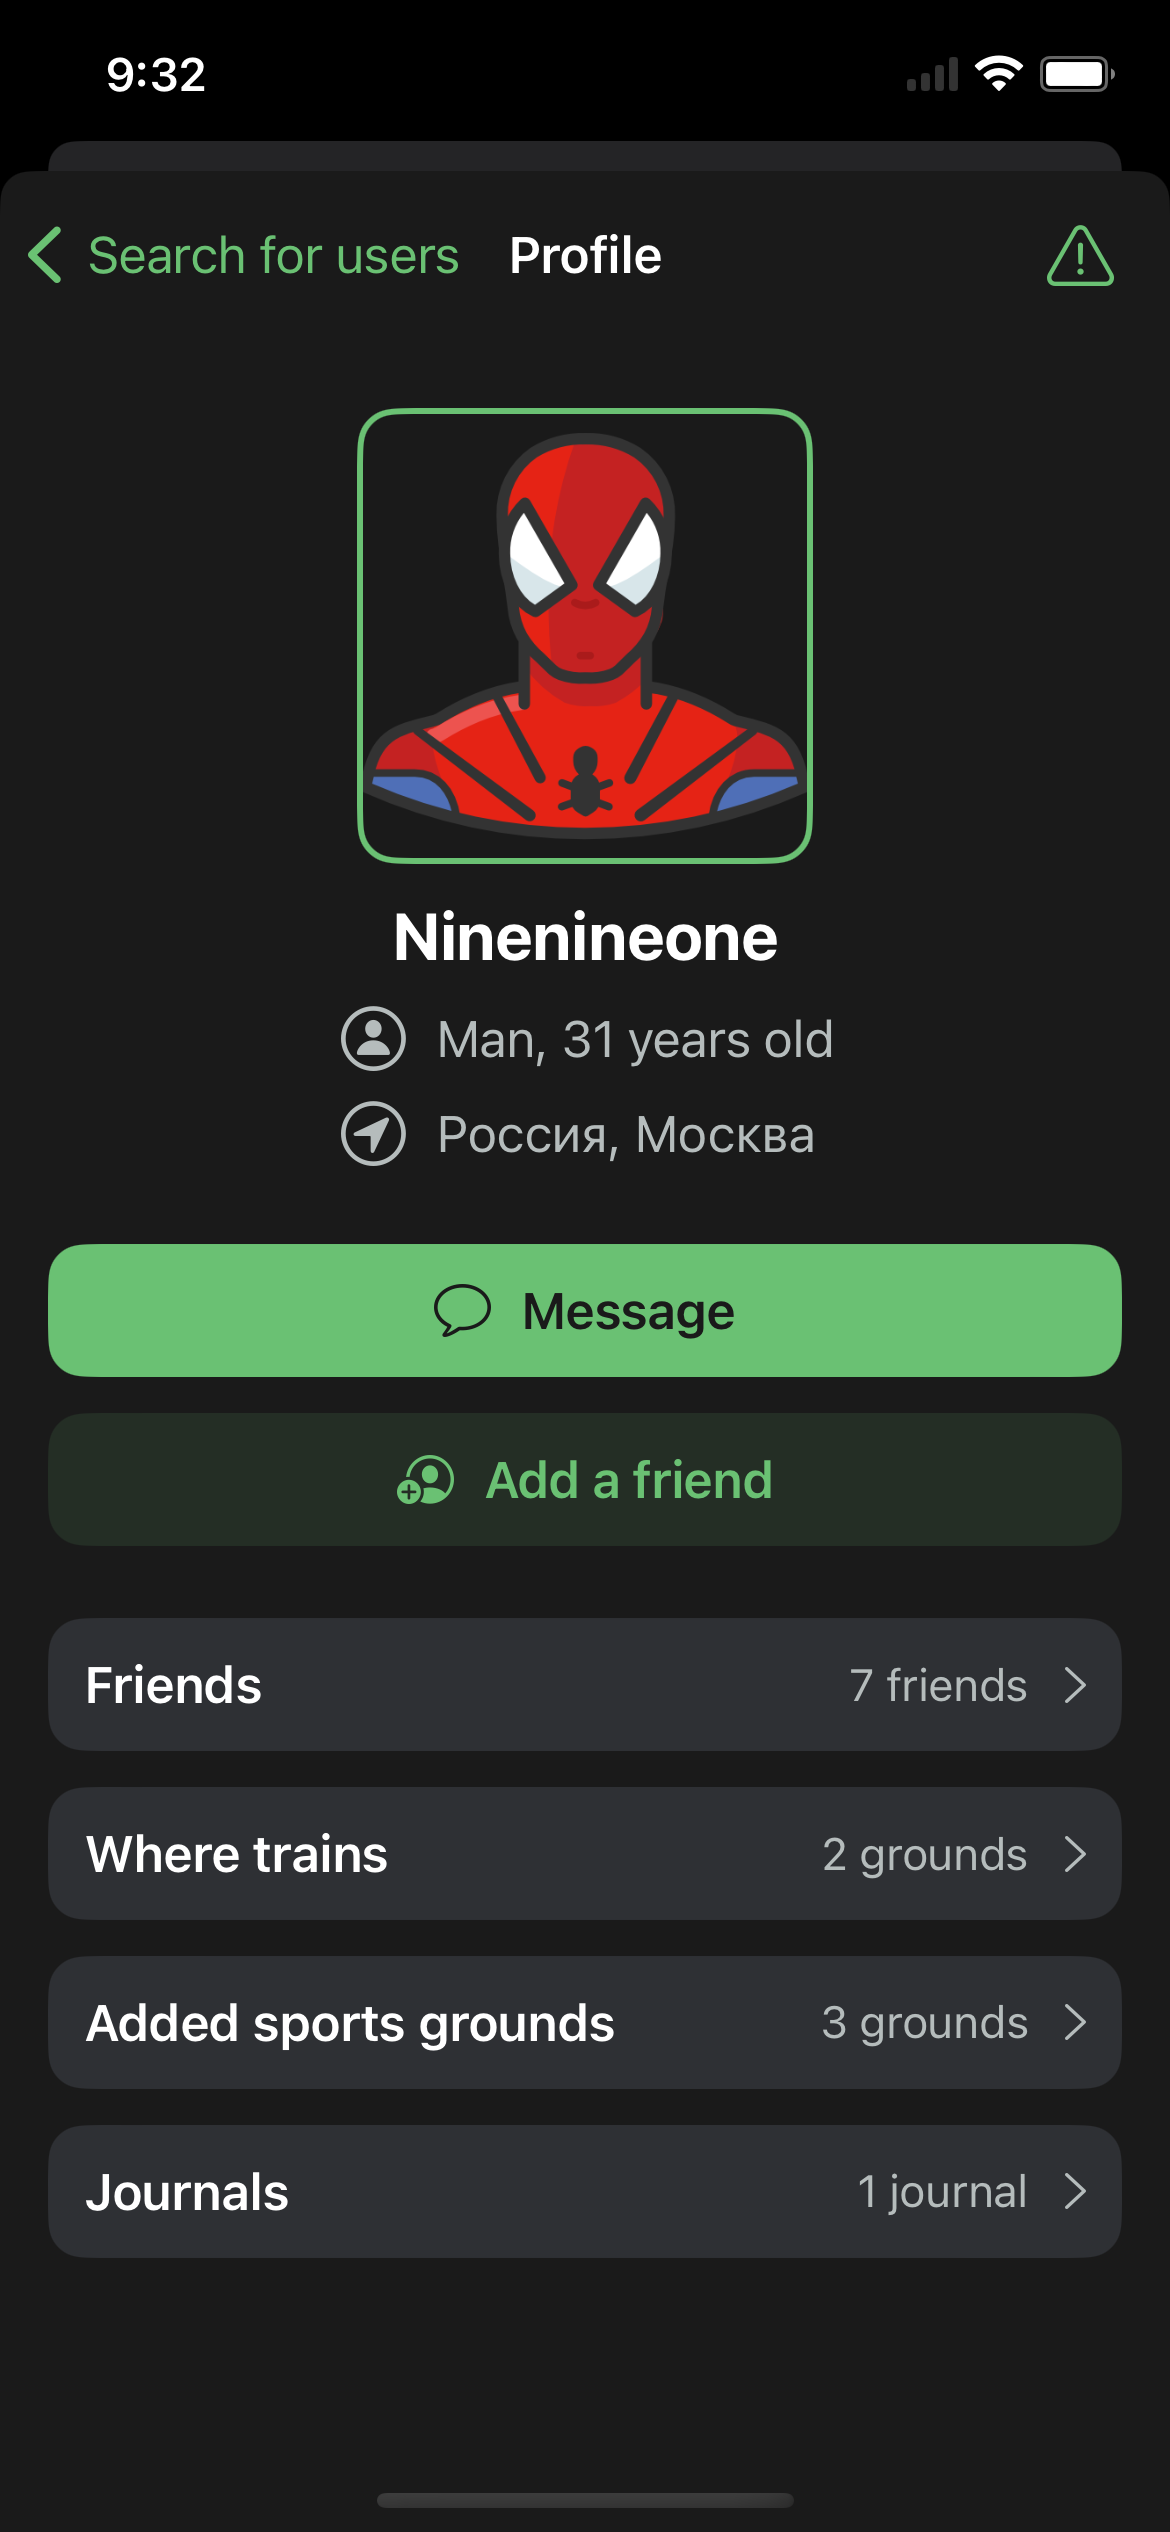 9:32
Search for users Profile
Ninenineone
Man, 31 years old
Россия, Москва
Message
Add a friend
Friends 7 friends
Where trains 2 grounds
Added sports grounds 3 grounds
Journals 1 journal